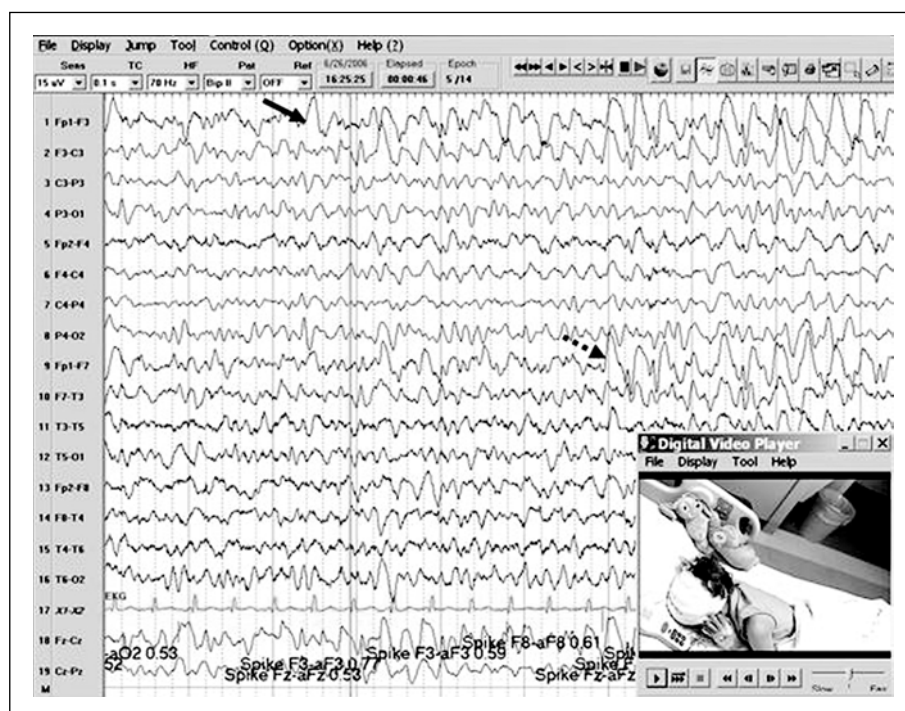 File Display Jump Tool Control (Q) Option(X) Help (?)
Sens TC HF Pat Ref 6/26/2006 Elapsed Epoch
15 uV 0.1 s 70 Hz Bip II OFF 16:25:25 00:00:46 5 /14
1 Fp1-F3
2 F3-C3
3 C3-P3
4 P3-O1
5 Fp2-F4
6 F4-C4
7 C4-P4
8 P4-O2
9 Fp1-F7
10 F7-T3
11 T3-T5
12 T5-O1
13 Fp2-F8
14 F8-T4
15 T4-T6
16 T6-O2
EKG
17 X1-X2
18 Fz-Cz
-aO2 0.53
52
Spike F3-aF3 0.77
Spike Fz-aFz 0.53
Spike F3-aF3 0.59
Spike F8-aF8 0.61
Spike F
Spike Fz-aFz
19 Cz-Pz
M
Digital Video Player
File Display Tool Help
Slow